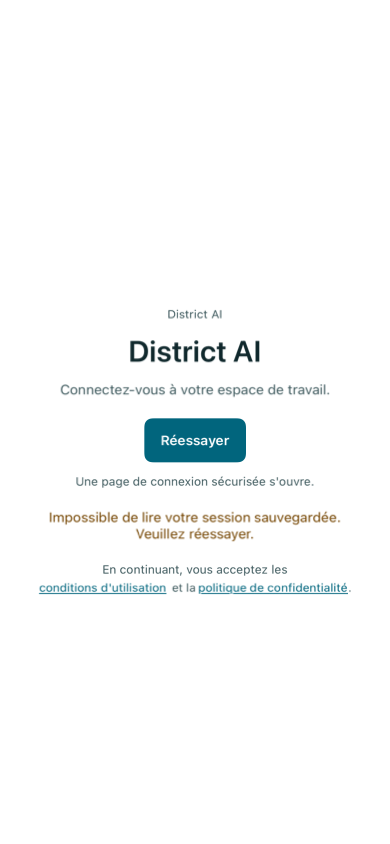 District AI
District AI
Connectez-vous à votre espace de travail.
Réessayer
Une page de connexion sécurisée s'ouvre.
Impossible de lire votre session sauvegardée.
Veuillez réessayer.
En continuant, vous acceptez les
conditions d'utilisation et la politique de confidentialité.